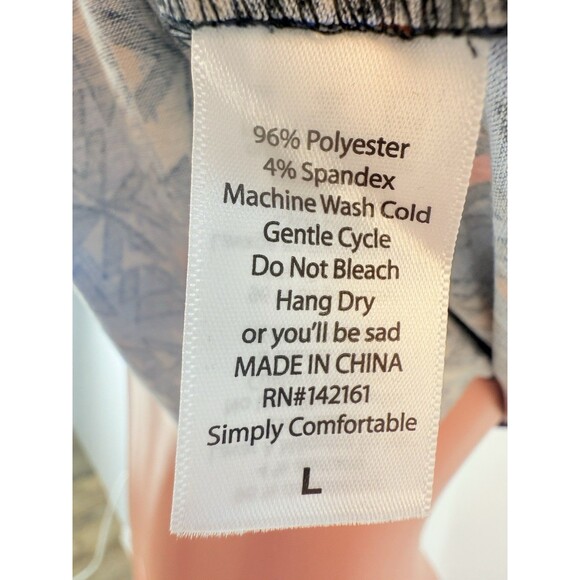 96% Polyester
4% Spandex
Machine Wash Cold
Gentle Cycle
Do Not Bleach
Hang Dry
or you'll be sad
MADE IN CHINA
RN#142161
Simply Comfortable
L